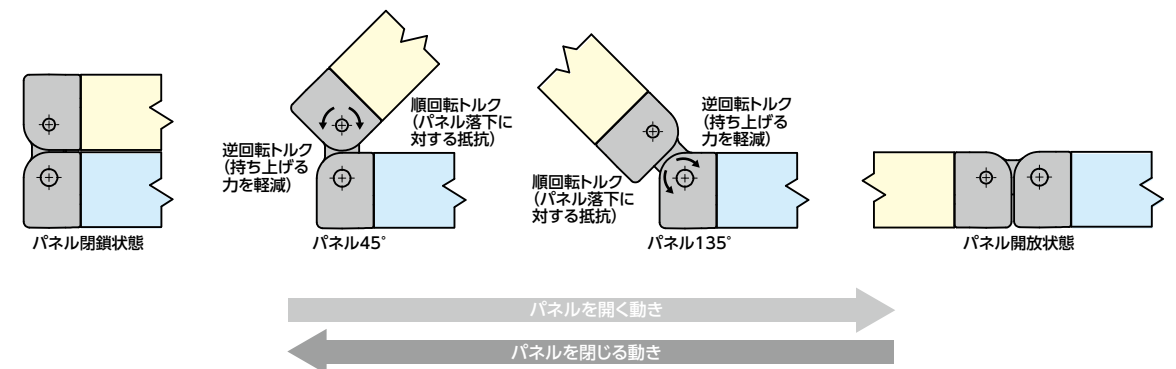 順回転トルク
(パネル落下に
対する抵抗)
逆回転トルク
(持ち上げる
力を軽減)
逆回転トルク
(持ち上げる
力を軽減)
順回転トルク
(パネル落下に
対する抵抗)
パネル閉鎖状態
パネル45°
パネル135°
パネル開放状態
パネルを開く動き
パネルを閉じる動き